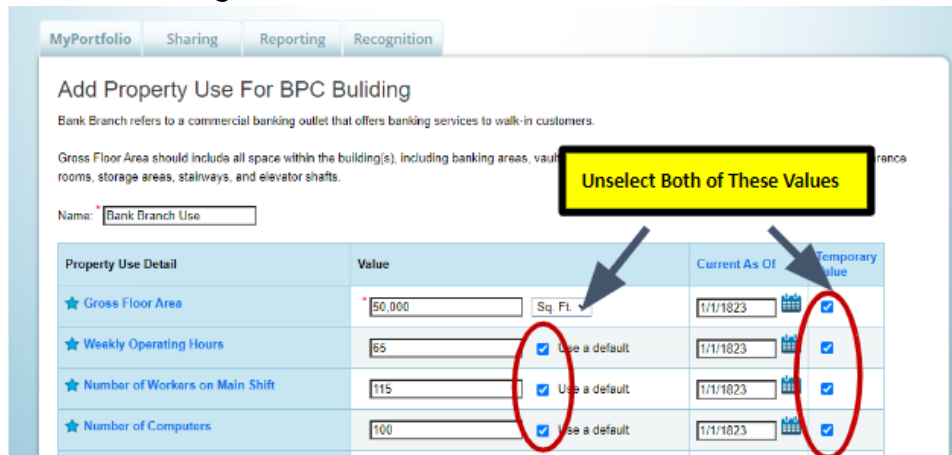 MyPortfolio Sharing Reporting Recognition
Add Property Use For BPC Buliding
Bank Branch refers to a commercial banking outlet that offers banking services to walk-in customers.
Gross Floor Area should include all space within the building(s), including banking areas,
rooms, storage areas, stairways, and elevator shafts.
Unselect Both of These Values
Name: * Bank Branch Use
Property Use Detail Value Current As Of Temporary Value
Gross Floor Area * 50,000 Sq. Ft. 1/1/1823
Weekly Operating Hours 65 Use a default 1/1/1823
Number of Workers on Main Shift 115 Use a default 1/1/1823
Number of Computers 100 Use a default 1/1/1823